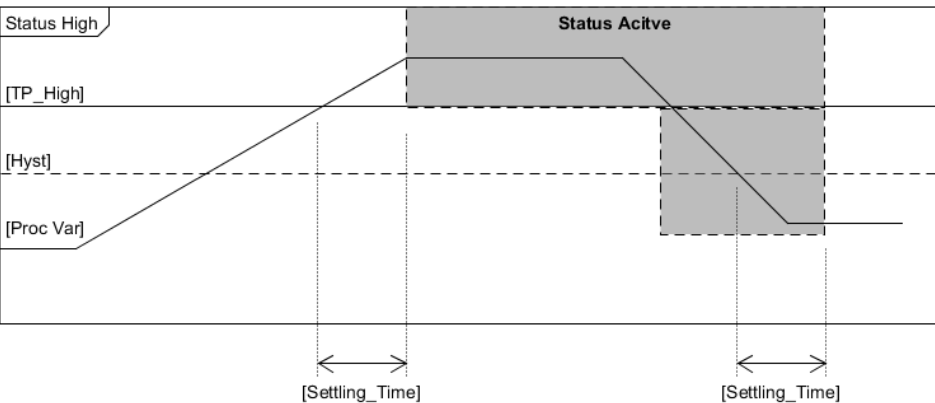 Status High
Status Acitve
[TP_High]
[Hyst]
[Proc Var]
[Settling_Time]
[Settling_Time]